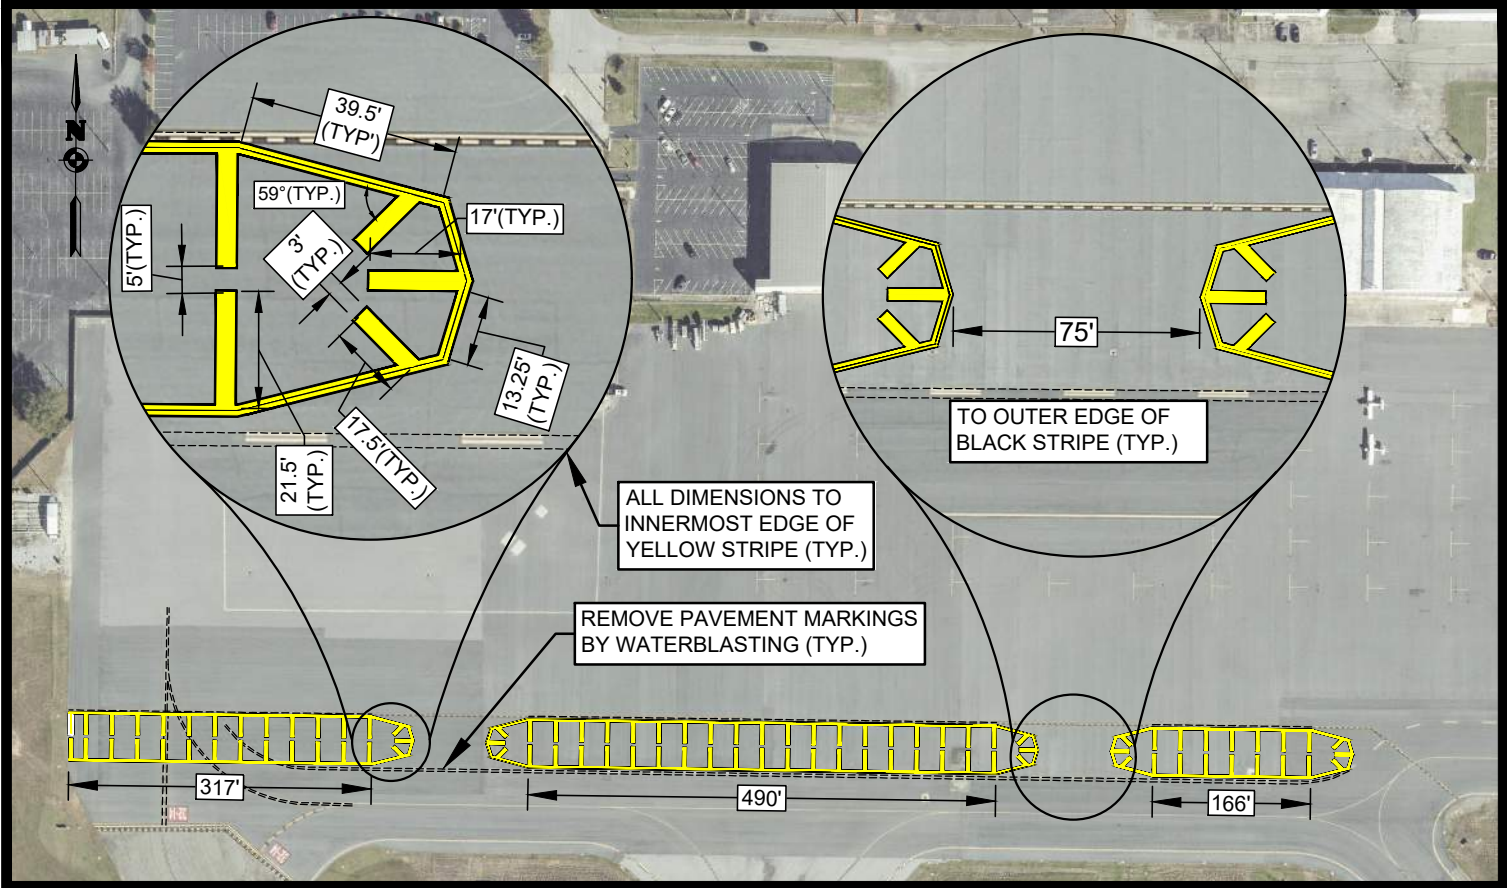 39.5'
(TYP')
N
59°(TYP.)
17'(TYP.)
5'(TYP.)
3'
(TYP.)
13.25'
(TYP.)
17.5'(TYP.)
21.5'
(TYP.)
75'
TO OUTER EDGE OF
BLACK STRIPE (TYP.)
ALL DIMENSIONS TO
INNERMOST EDGE OF
YELLOW STRIPE (TYP.)
REMOVE PAVEMENT MARKINGS
BY WATERBLASTING (TYP.)
317'
490'
166'